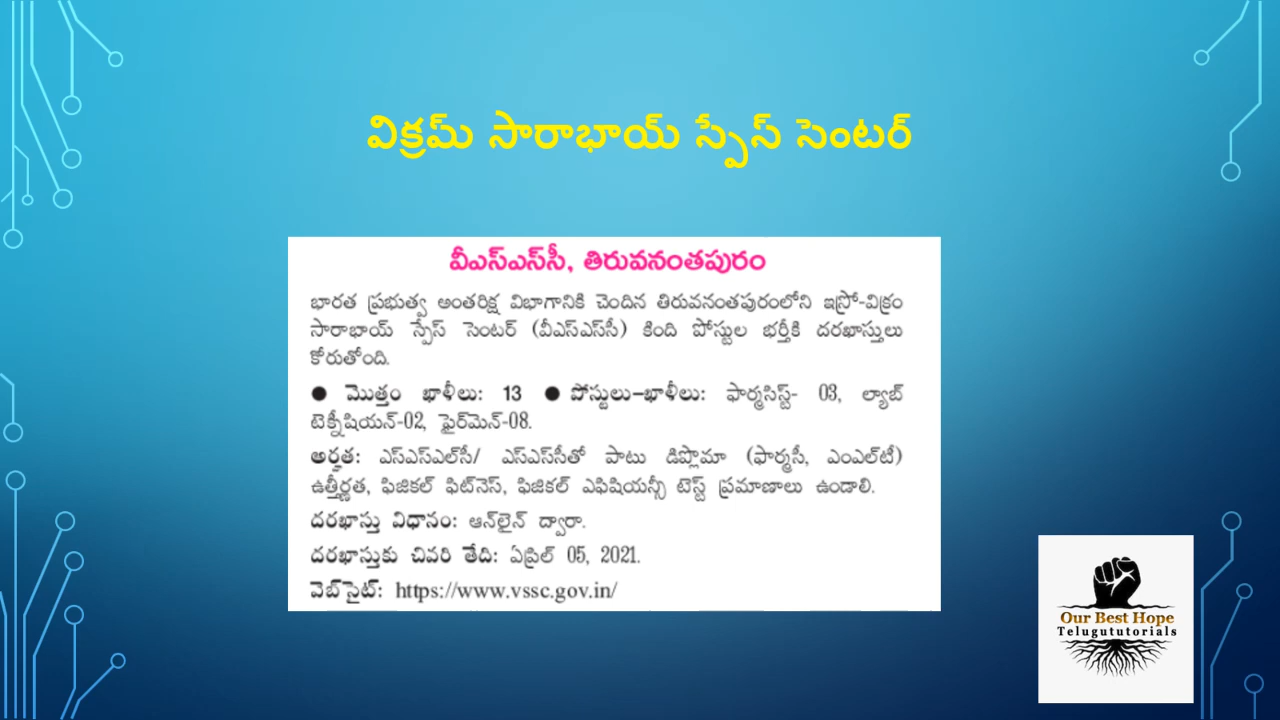 విక్రమ్ సారాభాయ్ స్పేస్ సెంటర్
వీఎస్ఎస్‌సీ, తిరువనంతపురం
భారత ప్రభుత్వ అంతరిక్ష విభాగానికి చెందిన తిరువనంతపురంలోని ఇస్రో-విక్రం
సారాభాయ్ స్పేస్ సెంటర్ (వీఎస్ఎస్‌సీ) కింది పోస్టుల భర్తీకి దరఖాస్తులు
కోరుతోంది.
● మొత్తం ఖాళీలు: 13 ● పోస్టులు–ఖాళీలు: ఫార్మసిస్ట్- 03, ల్యాబ్
టెక్నీషియన్-02, ఫైర్‌మెన్-08.
అర్హత: ఎస్ఎస్ఎల్‌సీ/ ఎస్ఎస్‌సీతో పాటు డిప్లొమా (ఫార్మసీ, ఎంఎల్‌టీ)
ఉత్తీర్ణత, ఫిజికల్ ఫిట్‌నెస్, ఫిజికల్ ఎఫిషియన్సీ టెస్ట్ ప్రమాణాలు ఉండాలి.
దరఖాస్తు విధానం: ఆన్‌లైన్ ద్వారా.
దరఖాస్తుకు చివరి తేది: ఏప్రిల్ 05, 2021.
వెబ్‌సైట్: https://www.vssc.gov.in/
Our Best Hope
Telugututorials